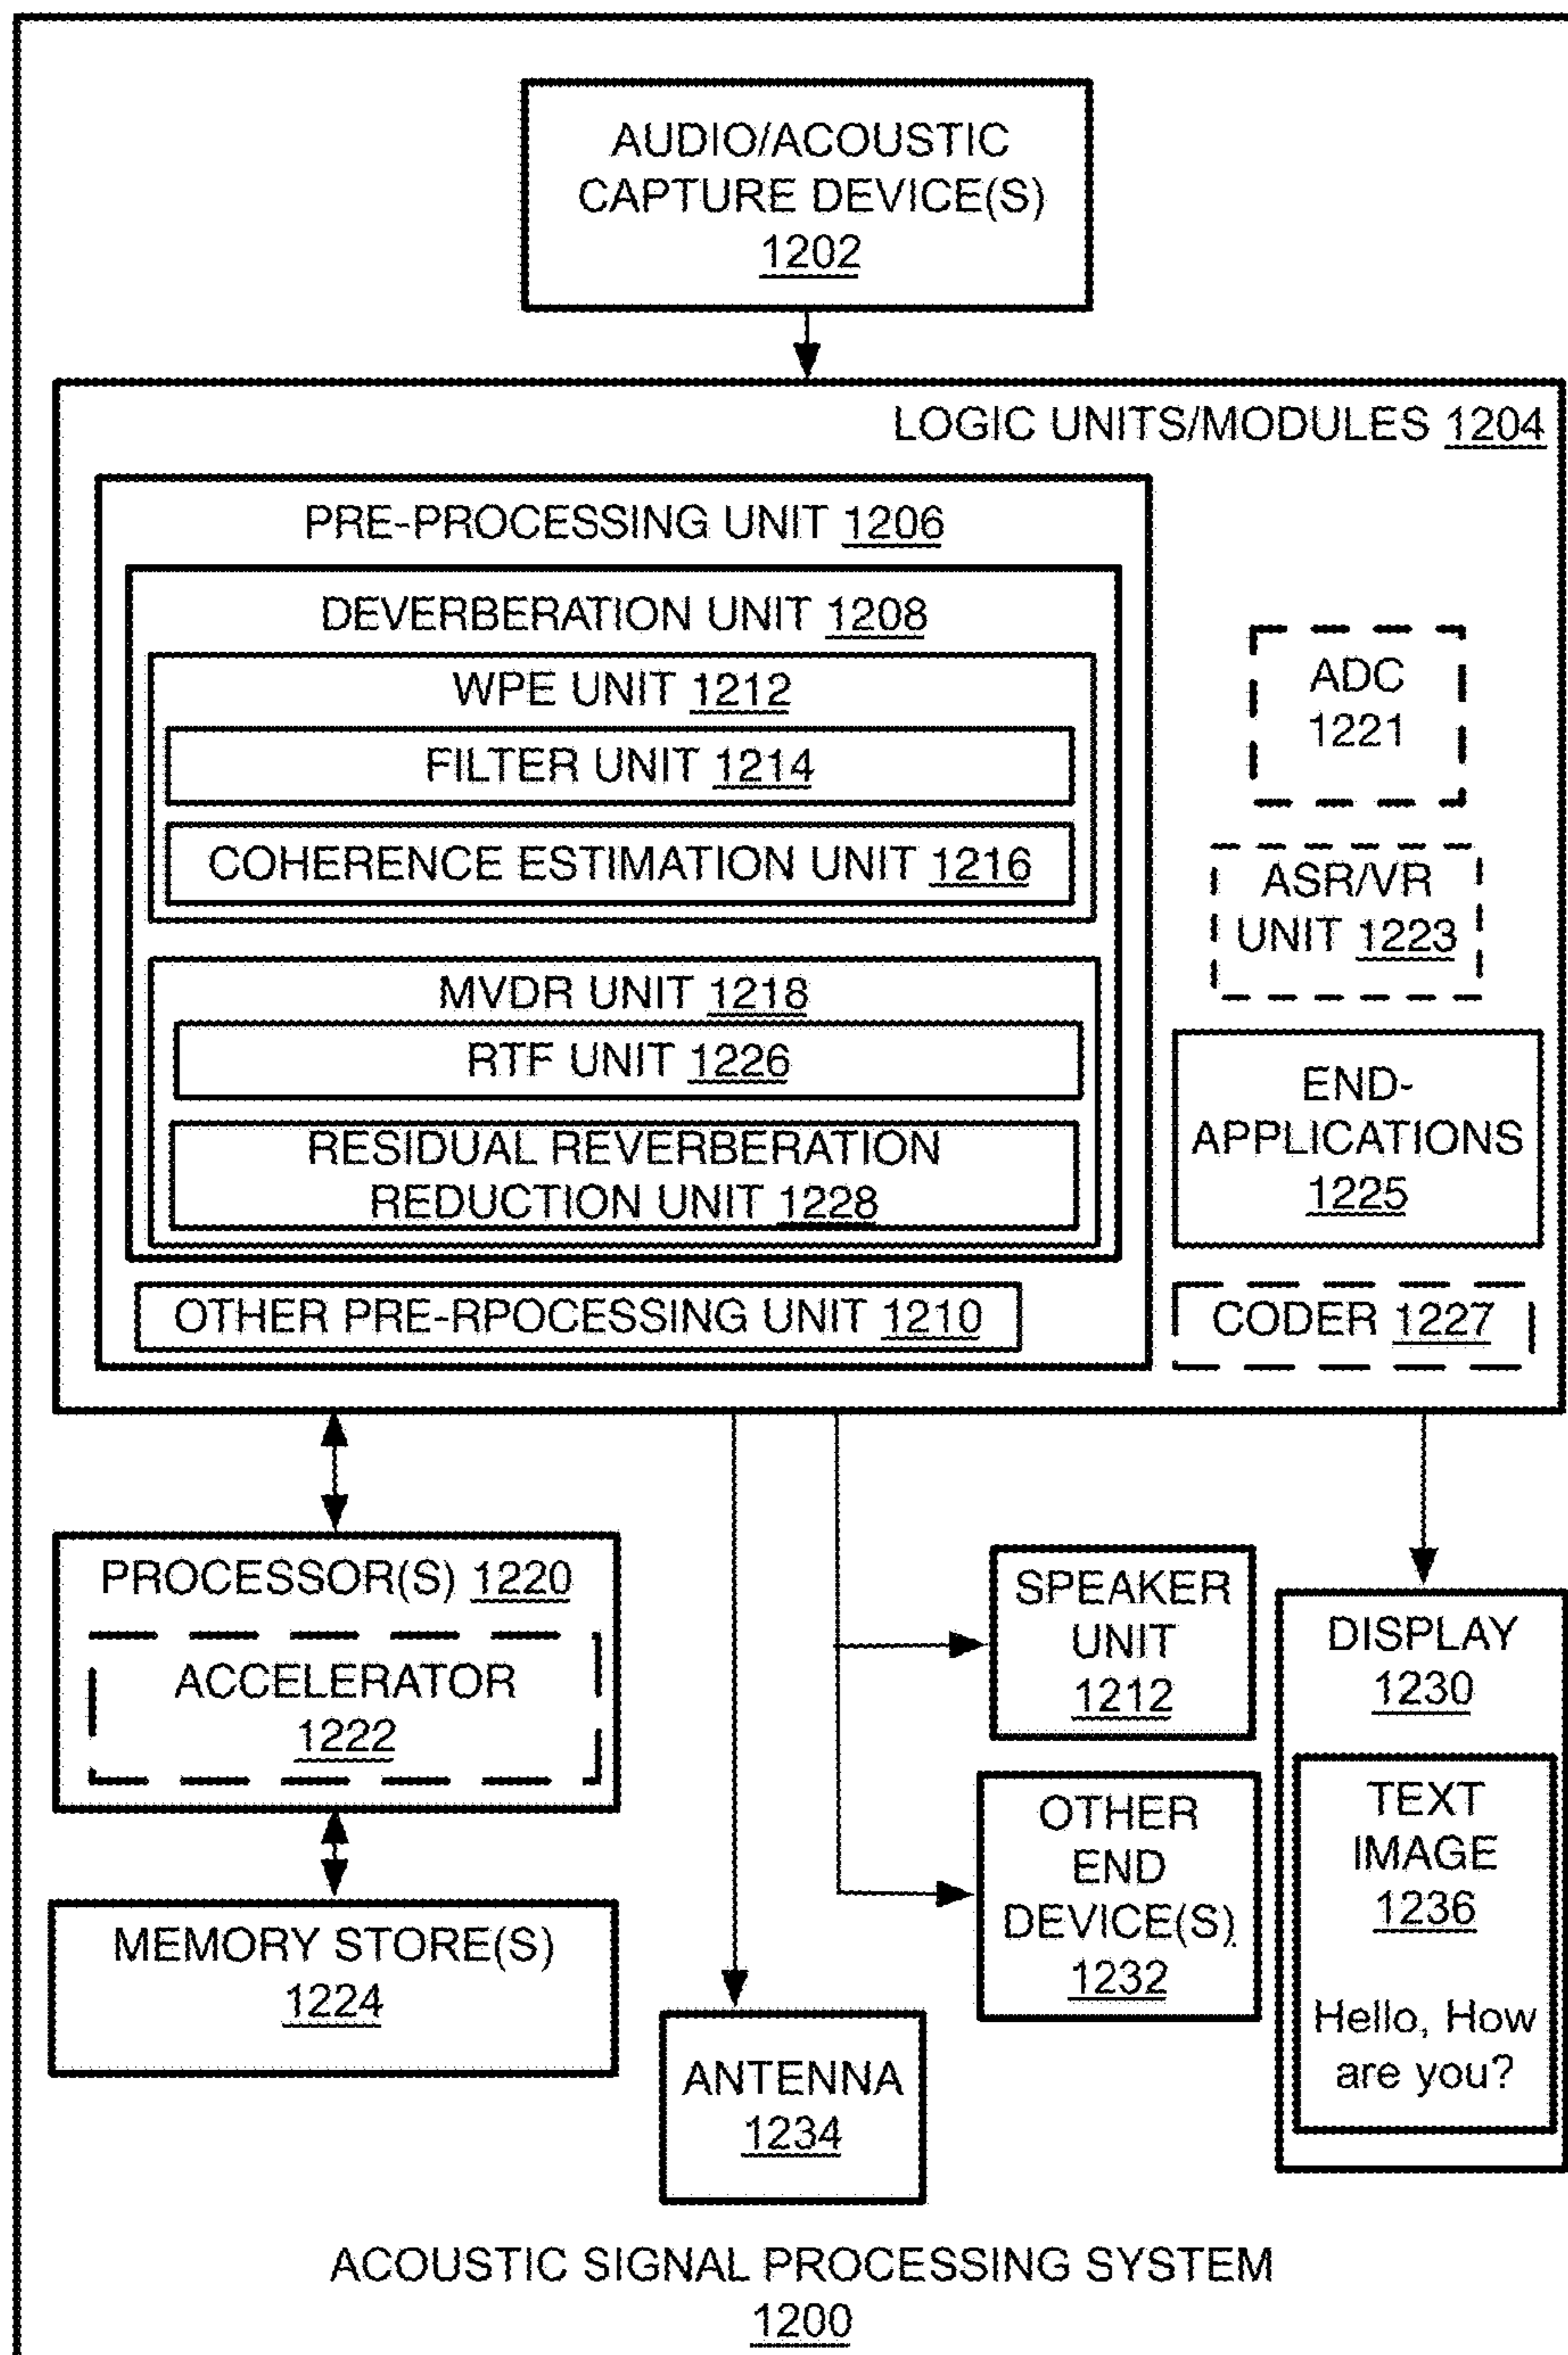 AUDIO/ACOUSTIC
CAPTURE DEVICE(S)
1202
LOGIC UNITS/MODULES 1204
PRE-PROCESSING UNIT 1206
DEVERBERATION UNIT 1208
WPE UNIT 1212
FILTER UNIT 1214
COHERENCE ESTIMATION UNIT 1216
MVDR UNIT 1218
RTF UNIT 1226
RESIDUAL REVERBERATION
REDUCTION UNIT 1228
OTHER PRE-RPOCESSING UNIT 1210
ADC
1221
ASR/VR
UNIT 1223
END-
APPLICATIONS
1225
CODER 1227
PROCESSOR(S) 1220
ACCELERATOR
1222
MEMORY STORE(S)
1224
ANTENNA
1234
SPEAKER
UNIT
1212
OTHER
END
DEVICE(S)
1232
DISPLAY
1230
TEXT
IMAGE
1236
Hello, How
are you?
ACOUSTIC SIGNAL PROCESSING SYSTEM
1200